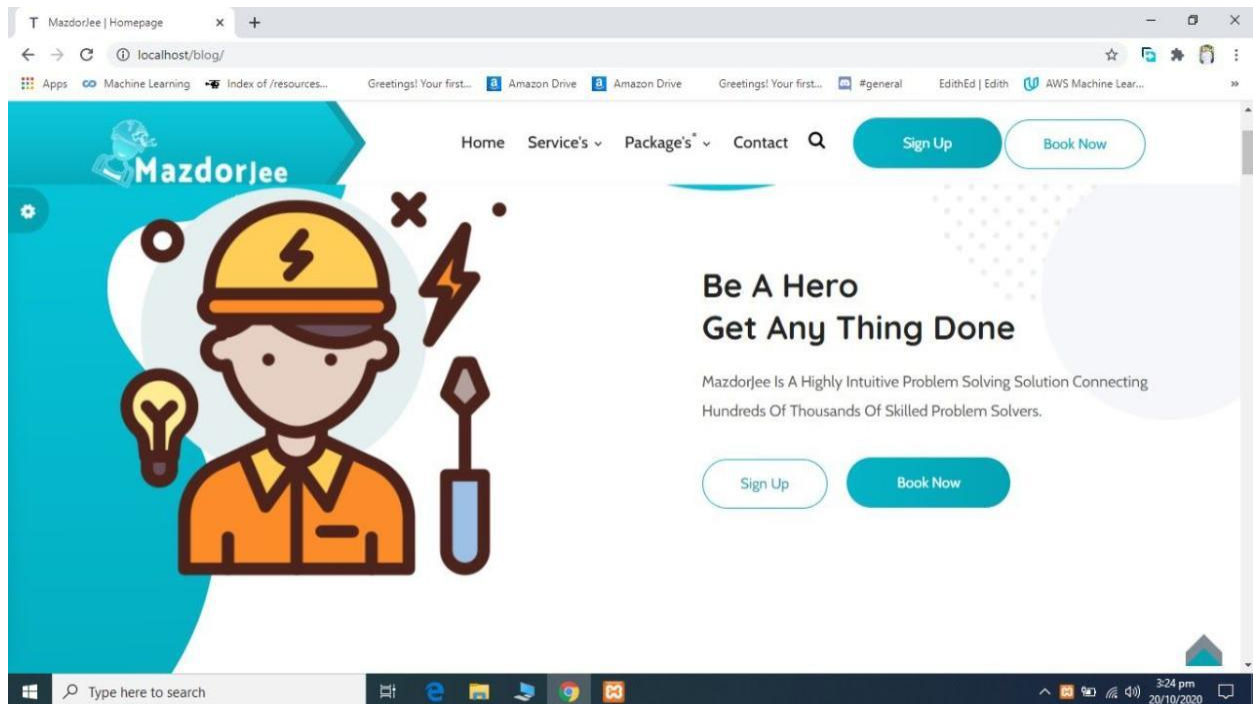 T MazdorJee | Homepage
localhost/blog/
Apps Machine Learning Index of /resources... Greetings! Your first... Amazon Drive Amazon Drive Greetings! Your first... #general EdithEd | Edith AWS Machine Lear...
MazdorJee
Home Service's Package's* Contact Sign Up Book Now
Be A Hero
Get Any Thing Done
MazdorJee Is A Highly Intuitive Problem Solving Solution Connecting
Hundreds Of Thousands Of Skilled Problem Solvers.
Sign Up Book Now
Type here to search
3:24 pm
20/10/2020